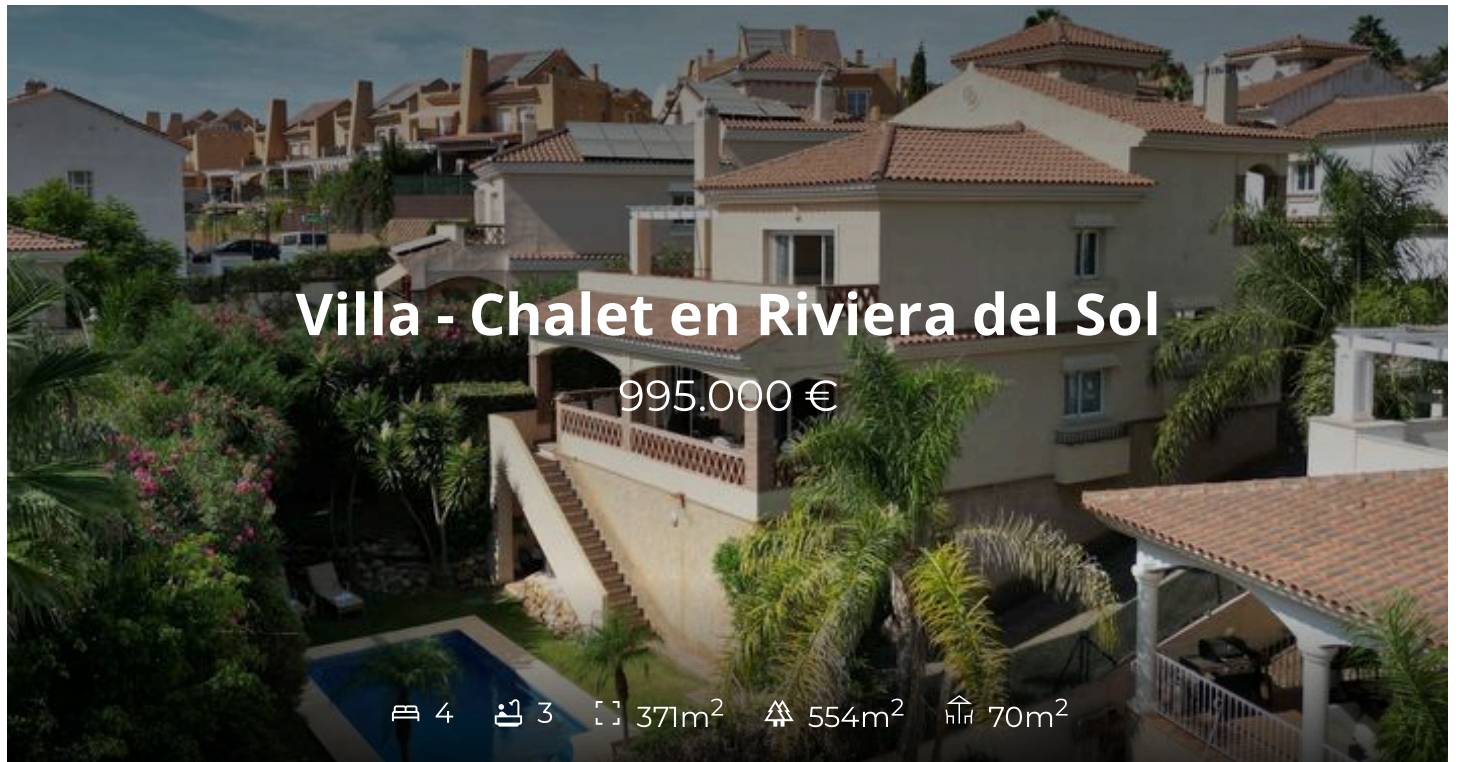 Villa - Chalet en Riviera del Sol
995.000 €
4 3 371m² 554m² 70m²